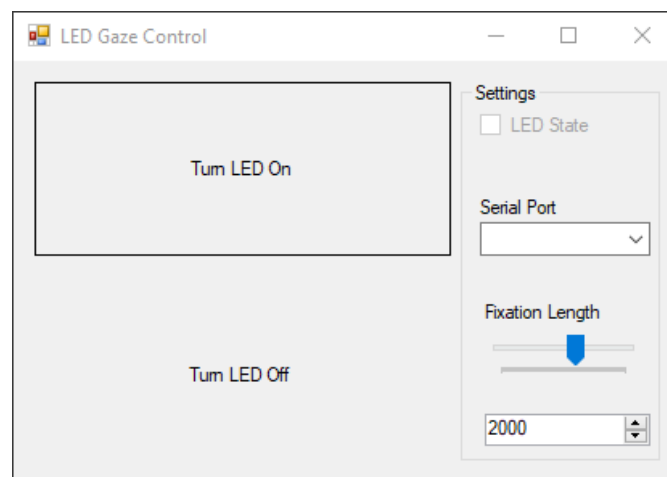 LED Gaze Control
Turn LED On
Turn LED Off
Settings
LED State
Serial Port
Fixation Length
2000